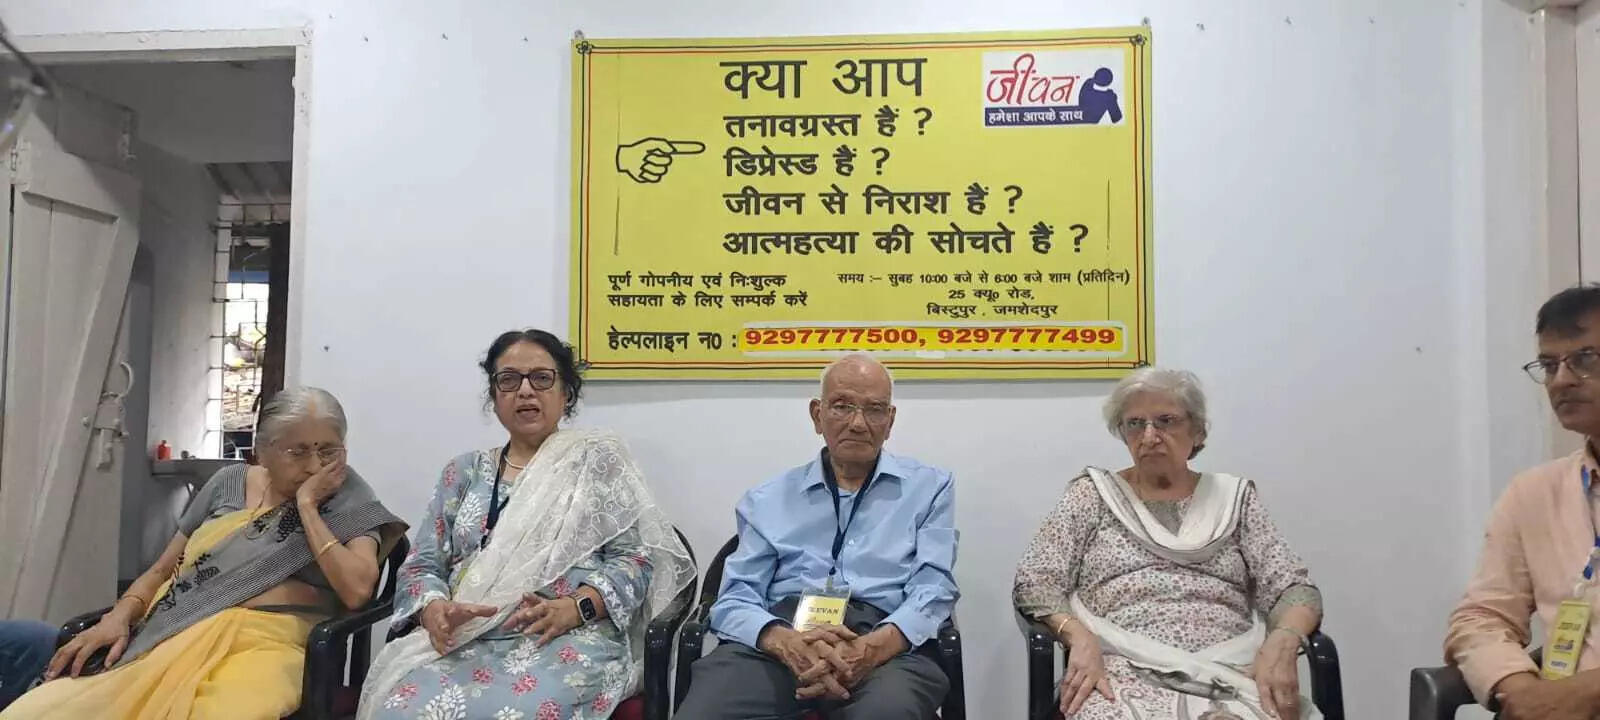 क्या आप
तनावग्रस्त हैं ?
डिप्रेस्ड हैं ?
जीवन से निराश हैं ?
आत्महत्या की सोचते हैं ?
जीवन
हमेशा आपके साथ
पूर्ण गोपनीय एवं निःशुल्क
सहायता के लिए सम्पर्क करें
समय :– सुबह 10:00 बजे से 6:00 बजे शाम (प्रतिदिन)
25 क्यू० रोड,
बिस्टुपुर , जमशेदपुर
हेल्पलाइन न0 : 9297777500, 9297777499
JEEVAN